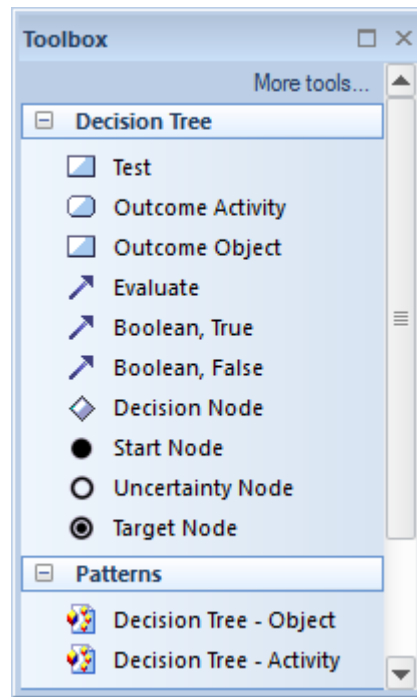 Toolbox
More tools...
Decision Tree
Test
Outcome Activity
Outcome Object
Evaluate
Boolean, True
Boolean, False
Decision Node
Start Node
Uncertainty Node
Target Node
Patterns
Decision Tree - Object
Decision Tree - Activity